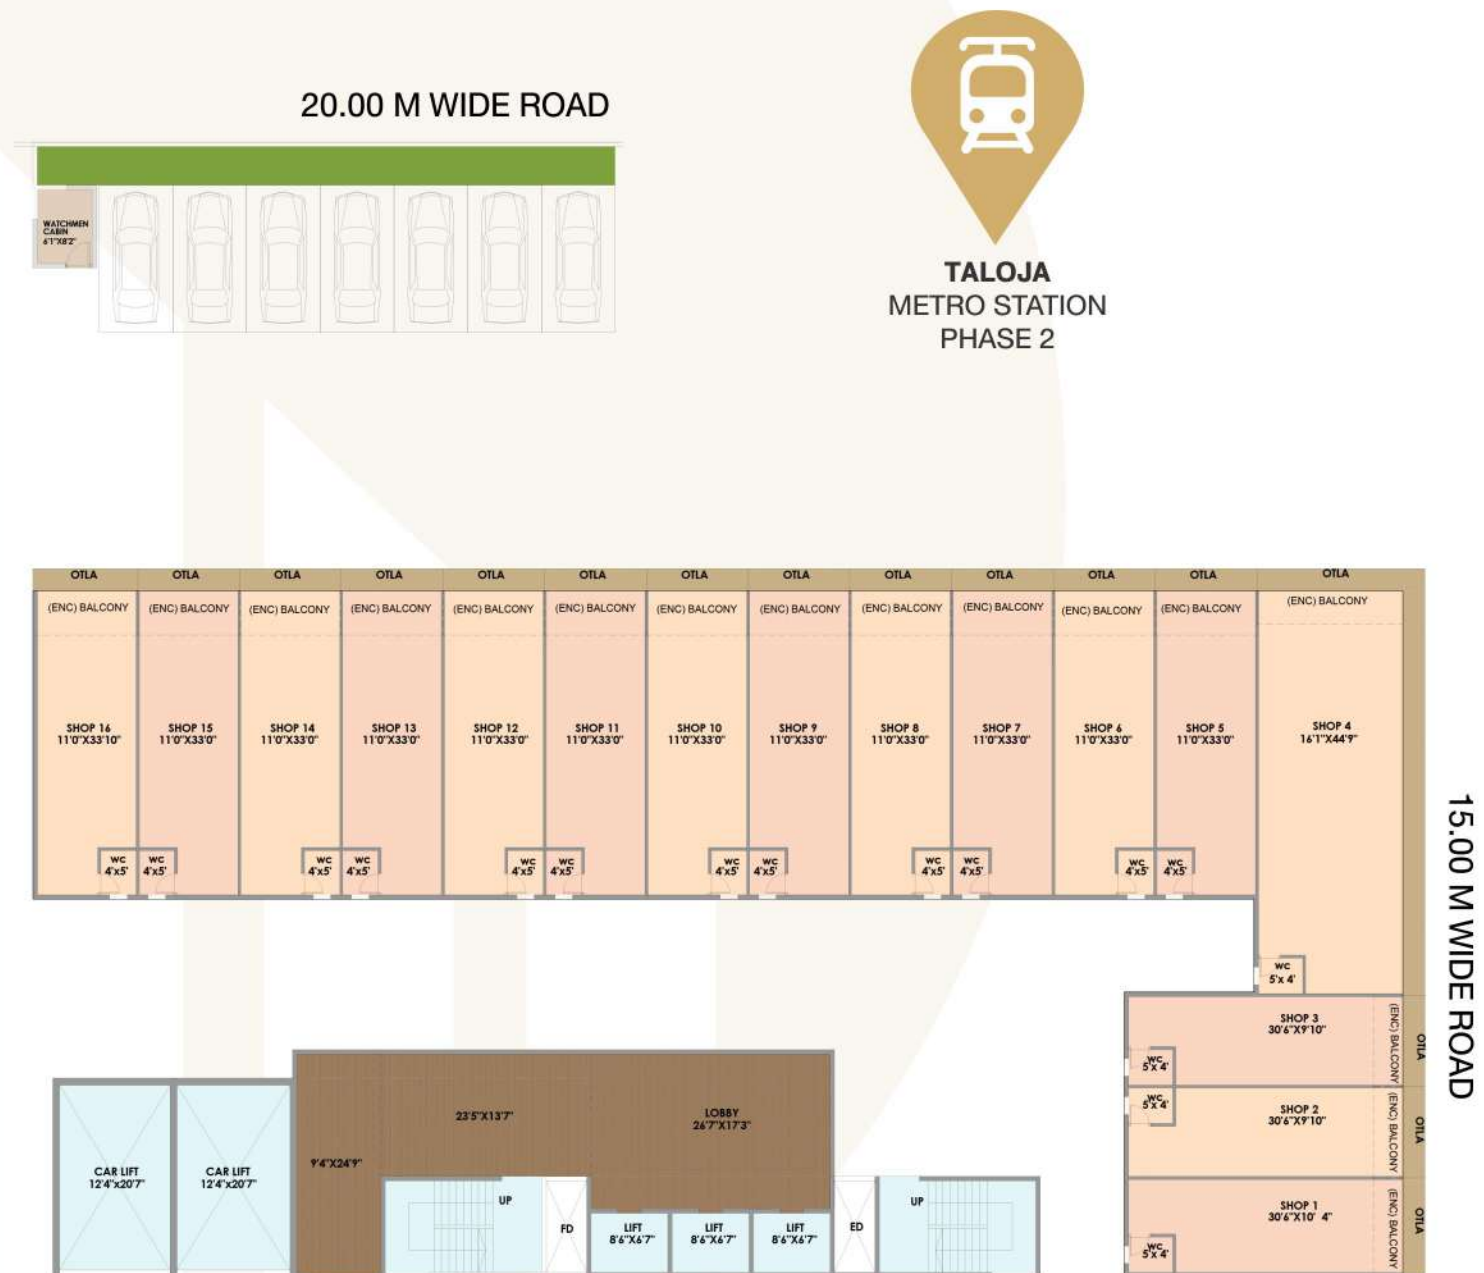 20.00 M WIDE ROAD
WATCHMEN
CABIN
6'1"X8'2"
TALOJA
METRO STATION
PHASE 2
OTLA OTLA OTLA OTLA OTLA OTLA OTLA OTLA OTLA OTLA OTLA OTLA OTLA
(ENC) BALCONY (ENC) BALCONY (ENC) BALCONY (ENC) BALCONY (ENC) BALCONY (ENC) BALCONY (ENC) BALCONY (ENC) BALCONY (ENC) BALCONY (ENC) BALCONY (ENC) BALCONY (ENC) BALCONY (ENC) BALCONY
SHOP 16
11'0"X33'10"
SHOP 15
11'0"X33'0"
SHOP 14
11'0"X33'0"
SHOP 13
11'0"X33'0"
SHOP 12
11'0"X33'0"
SHOP 11
11'0"X33'0"
SHOP 10
11'0"X33'0"
SHOP 9
11'0"X33'0"
SHOP 8
11'0"X33'0"
SHOP 7
11'0"X33'0"
SHOP 6
11'0"X33'0"
SHOP 5
11'0"X33'0"
SHOP 4
16'1"X44'9"
WC
4'x5'
WC
4'x5'
WC
4'x5'
WC
4'x5'
WC
4'x5'
WC
4'x5'
WC
4'x5'
WC
4'x5'
WC
4'x5'
WC
4'x5'
WC
4'x5'
WC
4'x5'
15.00 M WIDE ROAD
WC
5'x 4'
SHOP 3
30'6"X9'10"
(ENC) BALCONY
OTLA
WC
5'x 4'
SHOP 2
30'6"X9'10"
(ENC) BALCONY
OTLA
WC
5'x 4'
SHOP 1
30'6"X10' 4"
(ENC) BALCONY
OTLA
WC
5'x 4'
CAR LIFT
12'4"x20'7"
CAR LIFT
12'4"x20'7"
9'4"X24'9"
23'5"X13'7"
LOBBY
26'7"X17'3"
UP
FD
LIFT
8'6"X6'7"
LIFT
8'6"X6'7"
LIFT
8'6"X6'7"
ED
UP